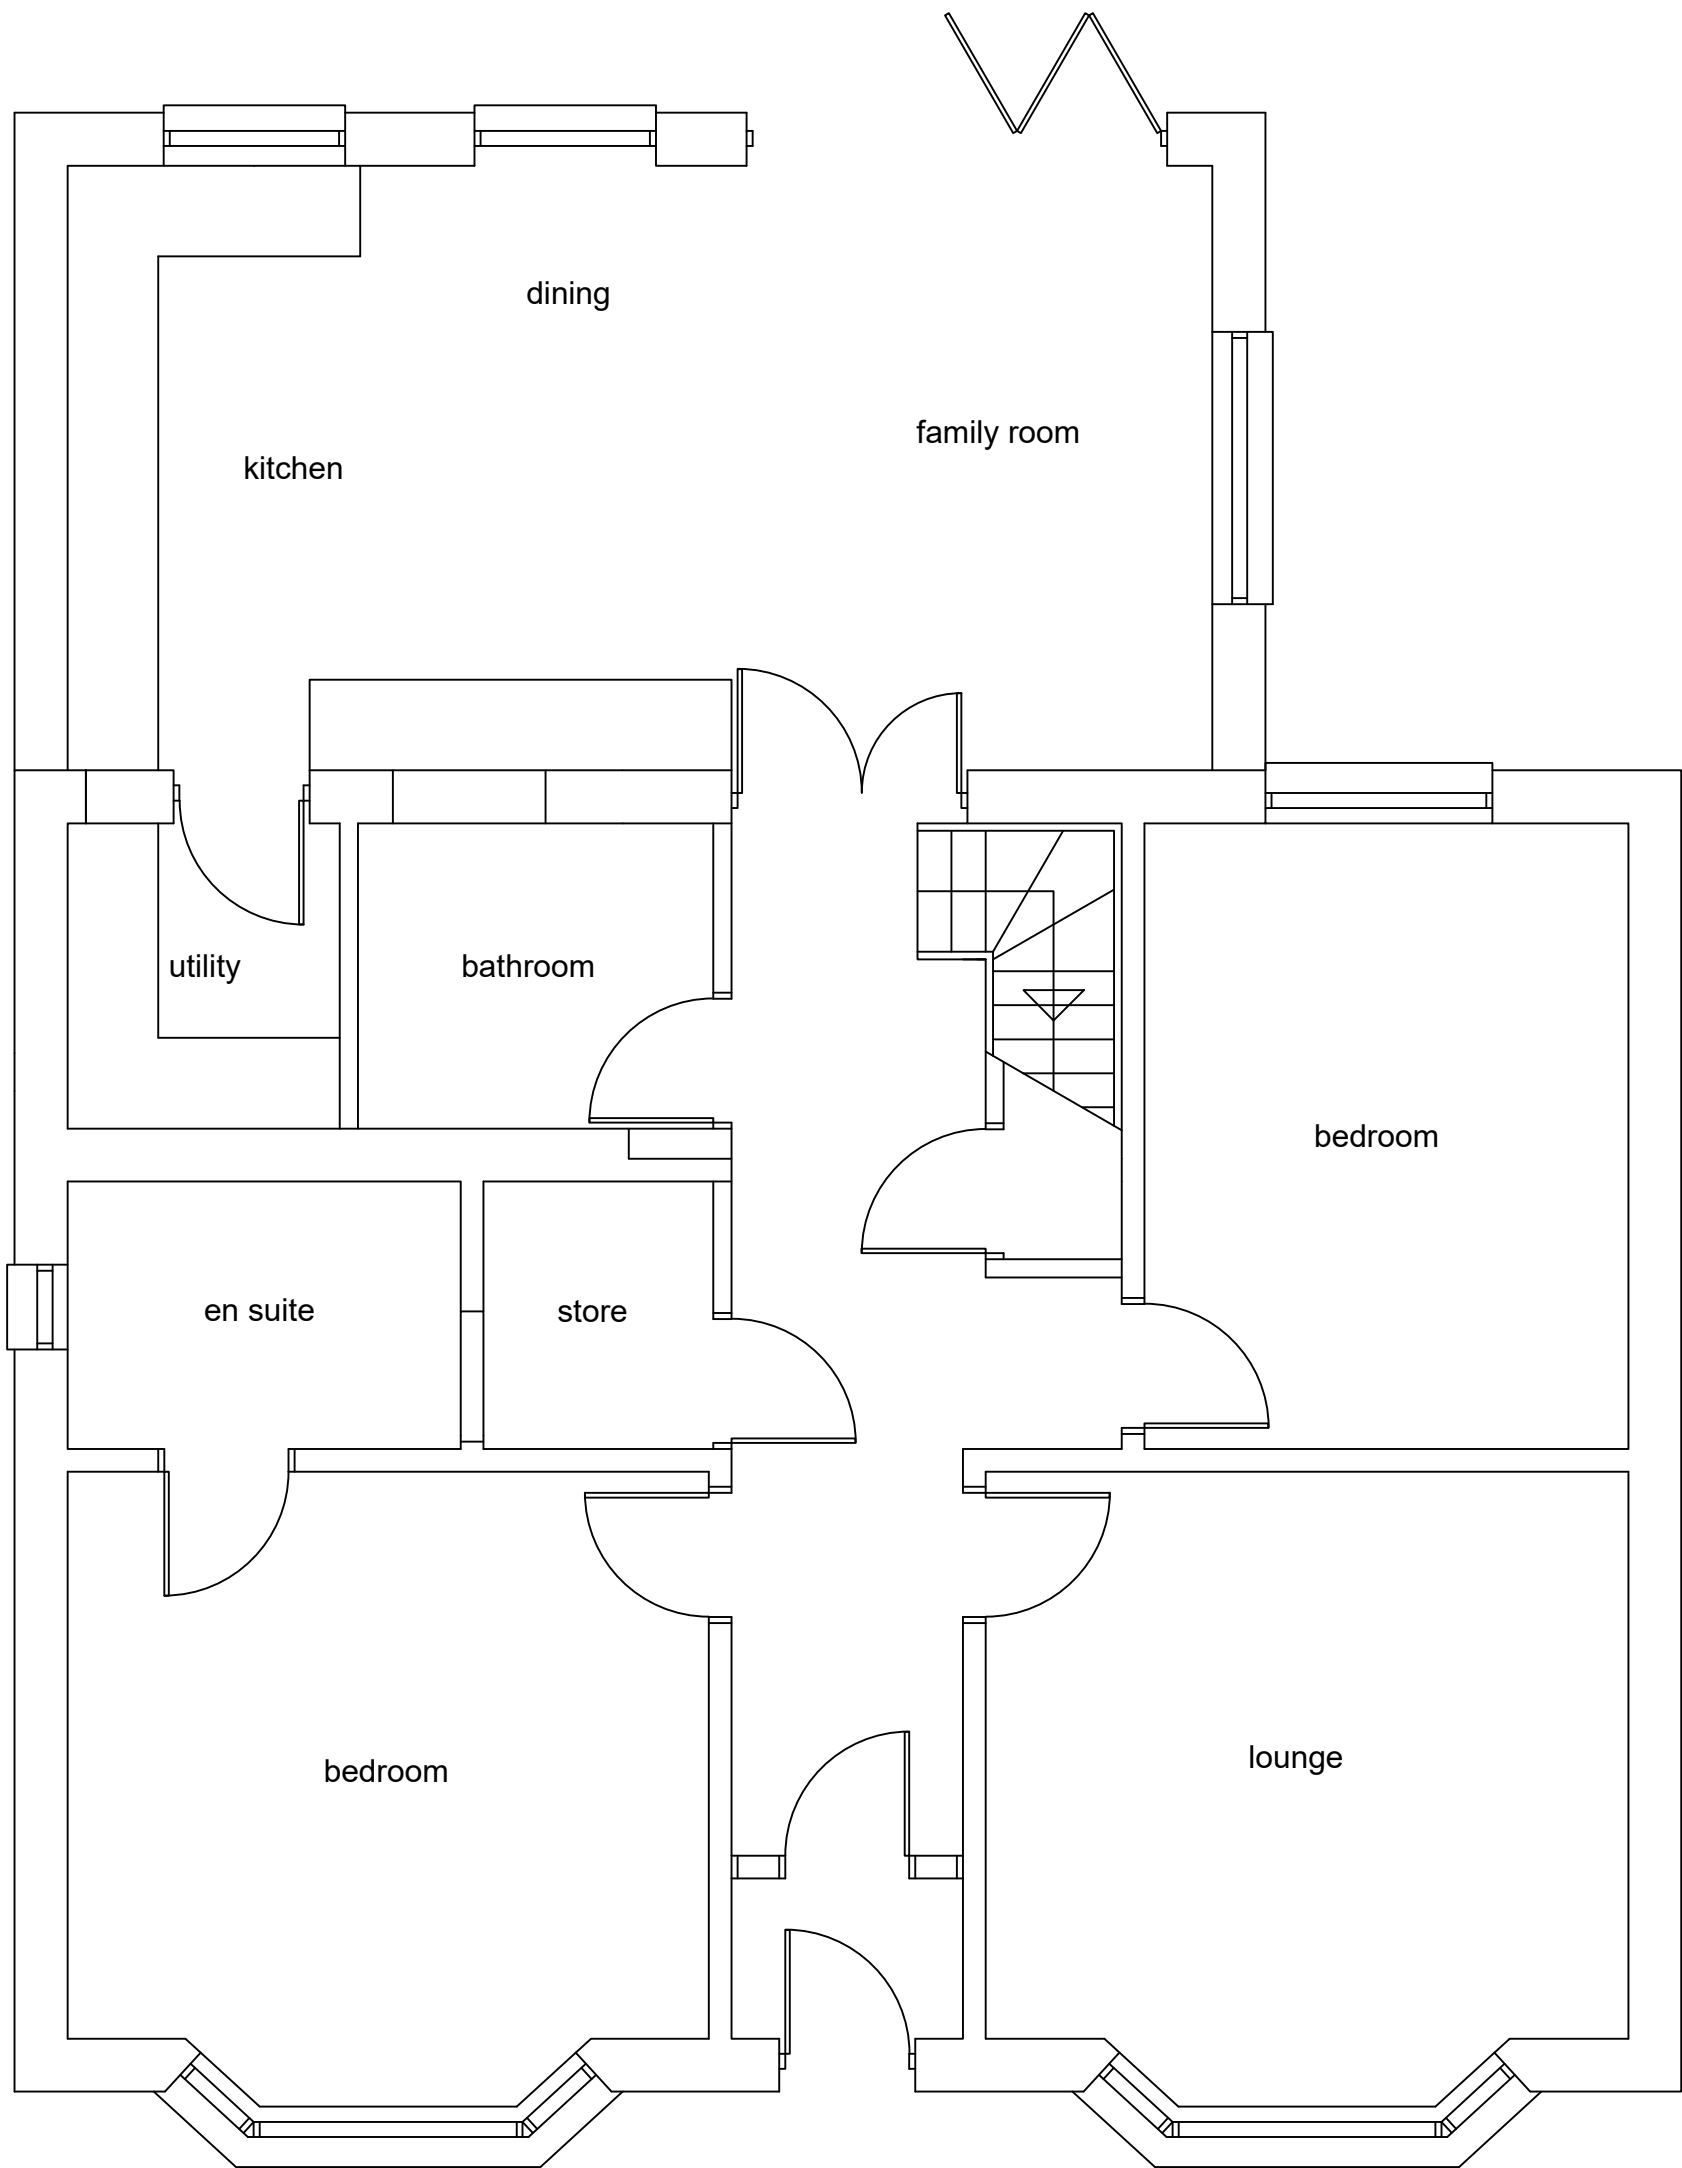 dining
family room
kitchen
utility
bathroom
bedroom
en suite
store
bedroom
lounge